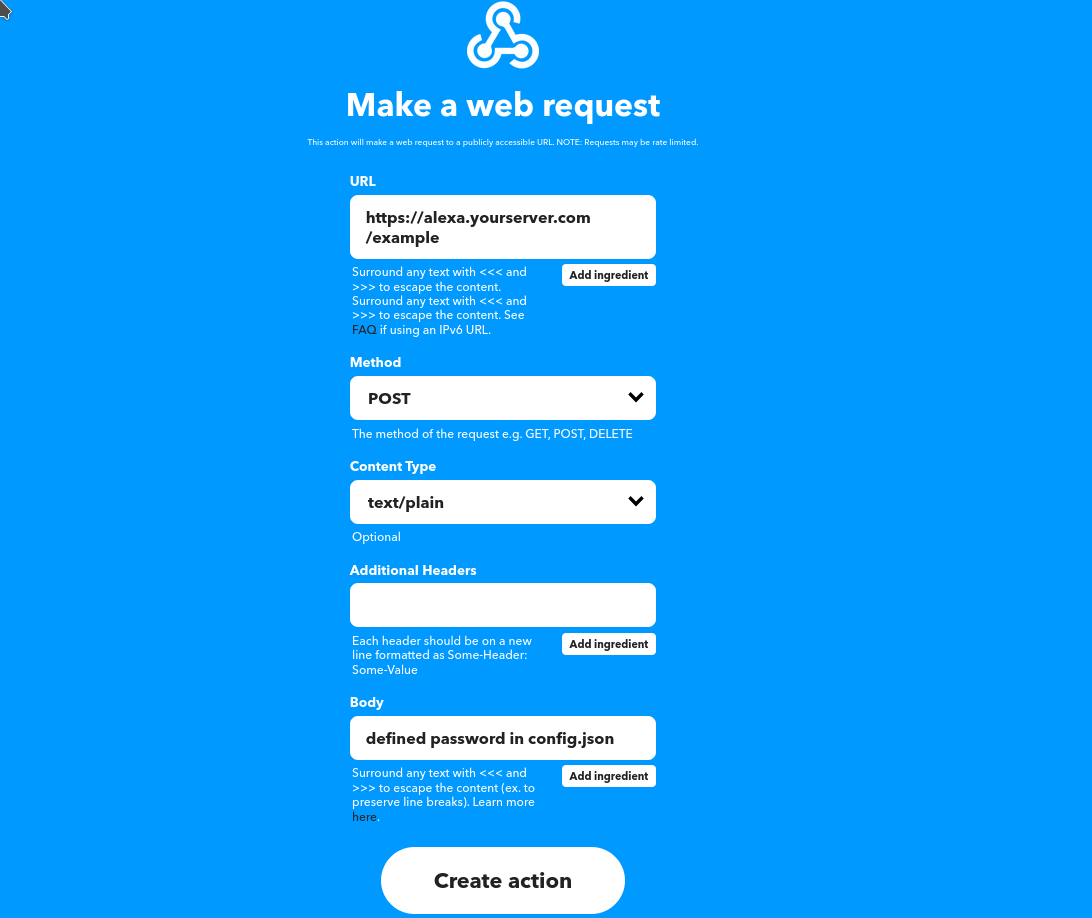 Make a web request
This action will make a web request to a publicly accessible URL. NOTE: Requests may be rate limited.
URL
https://alexa.yourserver.com
/example
Surround any text with <<< and
>>> to escape the content.
Surround any text with <<< and
>>> to escape the content. See
FAQ if using an IPv6 URL.
Add ingredient
Method
POST
The method of the request e.g. GET, POST, DELETE
Content Type
text/plain
Optional
Additional Headers
Each header should be on a new
line formatted as Some-Header:
Some-Value
Add ingredient
Body
defined password in config.json
Surround any text with <<< and
>>> to escape the content (ex. to
preserve line breaks). Learn more
here.
Add ingredient
Create action